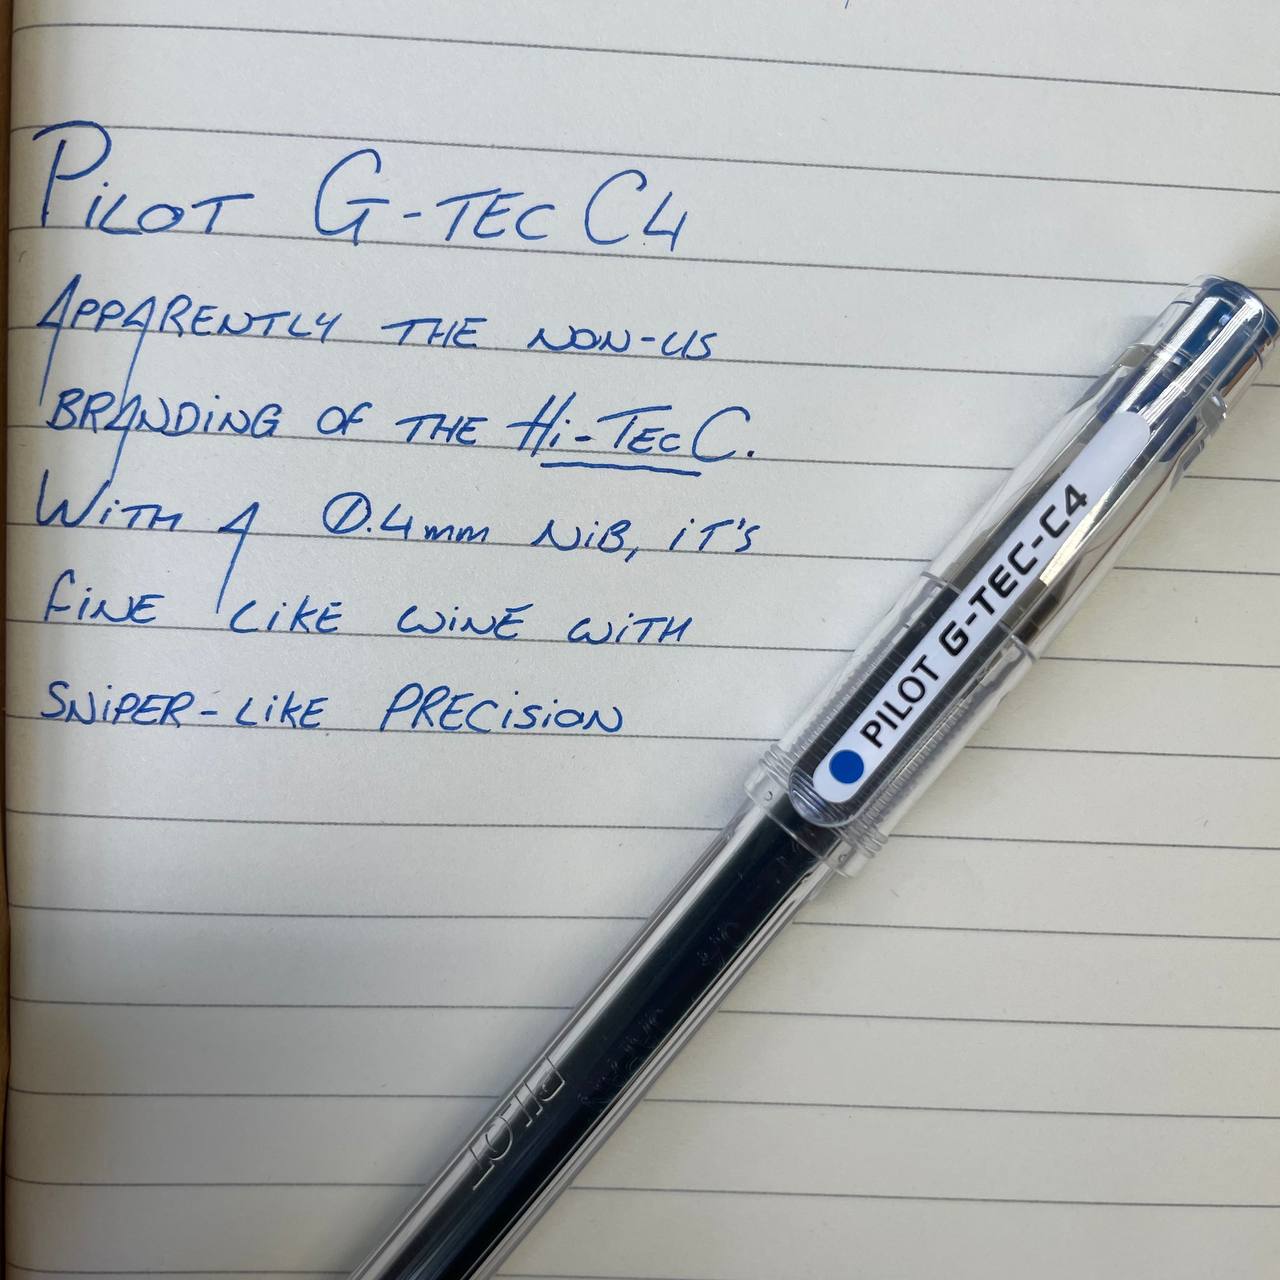 PiLOT G-TEC C4
APPARENTLY THE NON-US
BRANDING OF THE Hi-TEC C.
WiTH A 0.4mm NiB, iT'S
FiNE LiKE WiNE WiTH
SNiPER-LiKE PRECiSiON
PILOT G-TEC-C4
PILOT